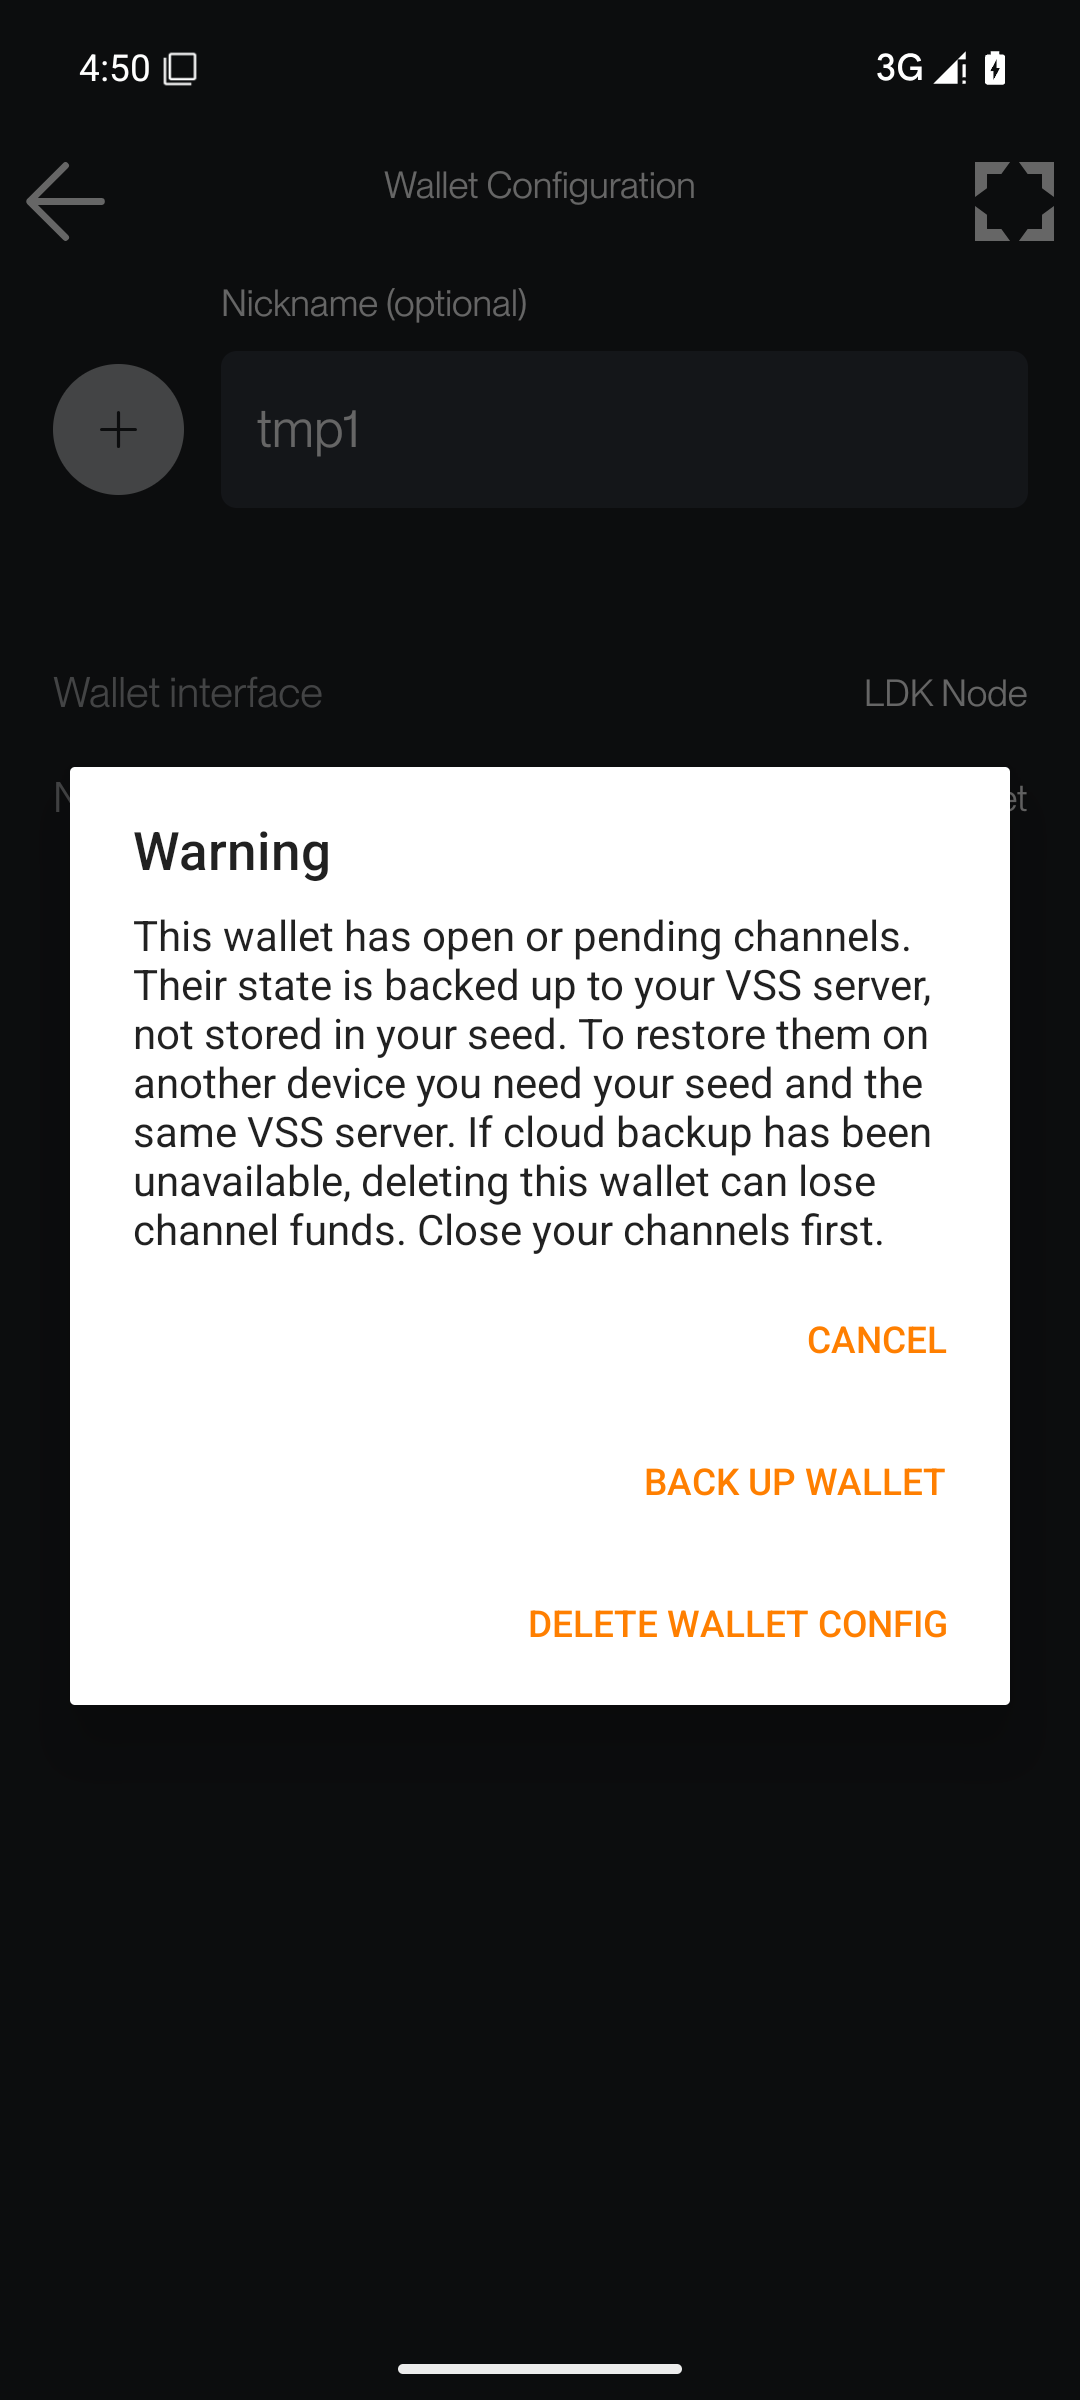 4:50
3G
Wallet Configuration
Nickname (optional)
tmp1
Wallet interface
LDK Node
Warning
This wallet has open or pending channels.
Their state is backed up to your VSS server,
not stored in your seed. To restore them on
another device you need your seed and the
same VSS server. If cloud backup has been
unavailable, deleting this wallet can lose
channel funds. Close your channels first.
CANCEL
BACK UP WALLET
DELETE WALLET CONFIG